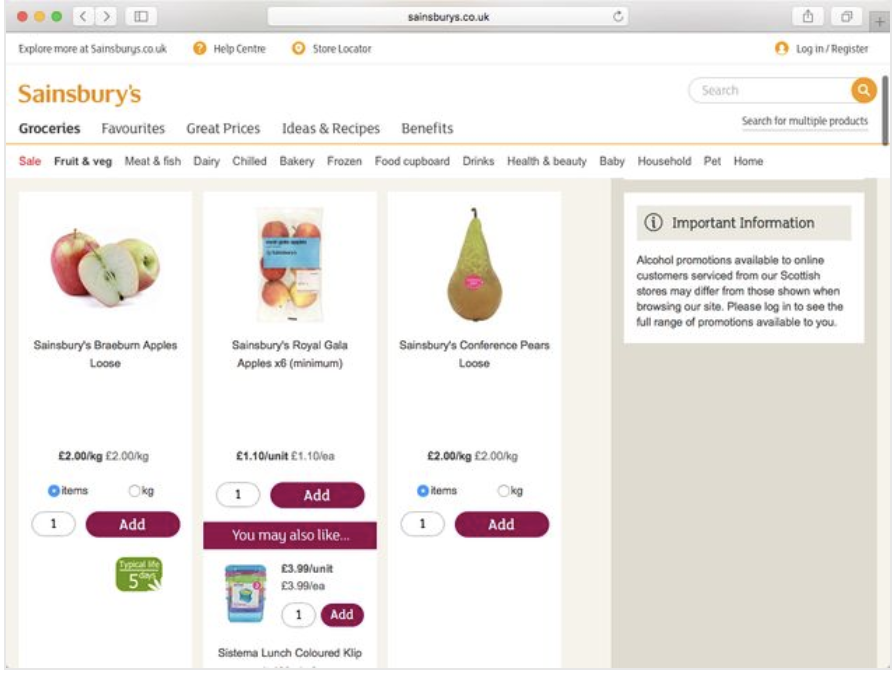 sainsburys.co.uk
Explore more at Sainsburys.co.uk Help Centre Store Locator Log in / Register
Sainsbury's
Search
Groceries Favourites Great Prices Ideas & Recipes Benefits
Search for multiple products
Sale Fruit & veg Meat & fish Dairy Chilled Bakery Frozen Food cupboard Drinks Health & beauty Baby Household Pet Home
Sainsbury's Braeburn Apples
Loose
£2.00/kg £2.00/kg
items kg
1 Add
Typical life
5 days
Sainsbury's Royal Gala
Apples x6 (minimum)
£1.10/unit £1.10/ea
1 Add
You may also like...
£3.99/unit
£3.99/ea
1 Add
Sistema Lunch Coloured Klip
Sainsbury's Conference Pears
Loose
£2.00/kg £2.00/kg
items kg
1 Add
Important Information
Alcohol promotions available to online
customers serviced from our Scottish
stores may differ from those shown when
browsing our site. Please log in to see the
full range of promotions available to you.